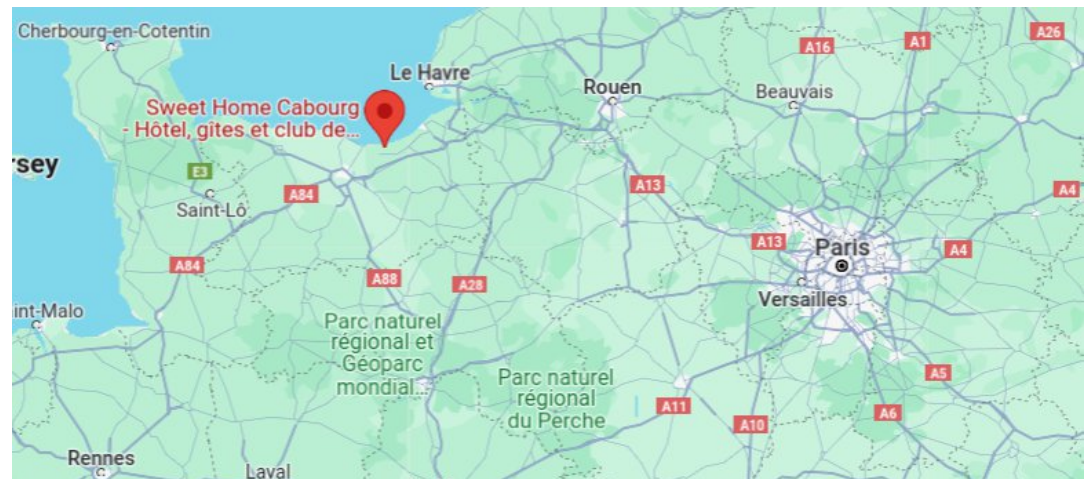 Cherbourg-en-Cotentin
A16
A1
A26
Le Havre
Rouen
Beauvais
Sweet Home Cabourg
- Hôtel, gîtes et club de...
sey
E3
Saint-Lô
A84
A13
A4
A84
A88
A28
A13
Paris
A4
Versailles
int-Malo
Parc naturel
régional et
Géoparc
mondial...
Parc naturel
régional
du Perche
A5
A11
A10
A6
Rennes
Laval